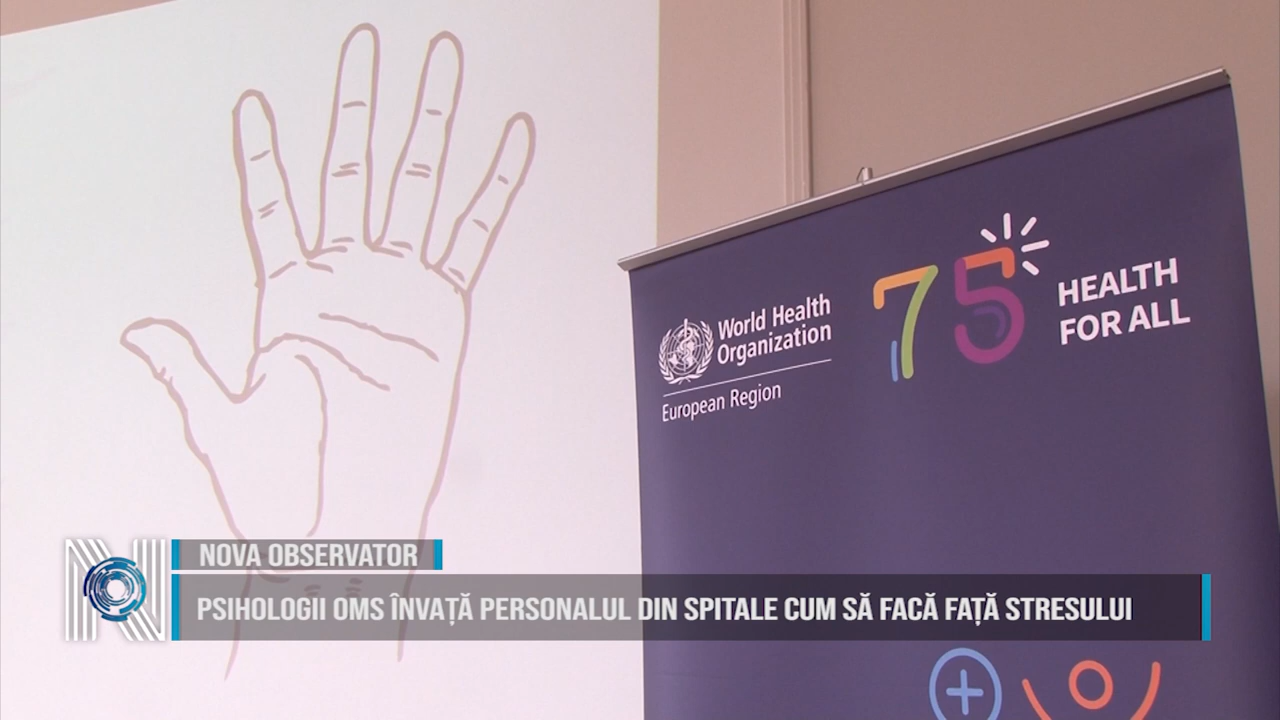 World Health
Organization
European Region
75
HEALTH
FOR ALL
NOVA OBSERVATOR
PSIHOLOGII OMS ÎNVAȚĂ PERSONALUL DIN SPITALE CUM SĂ FACĂ FAȚĂ STRESULUI